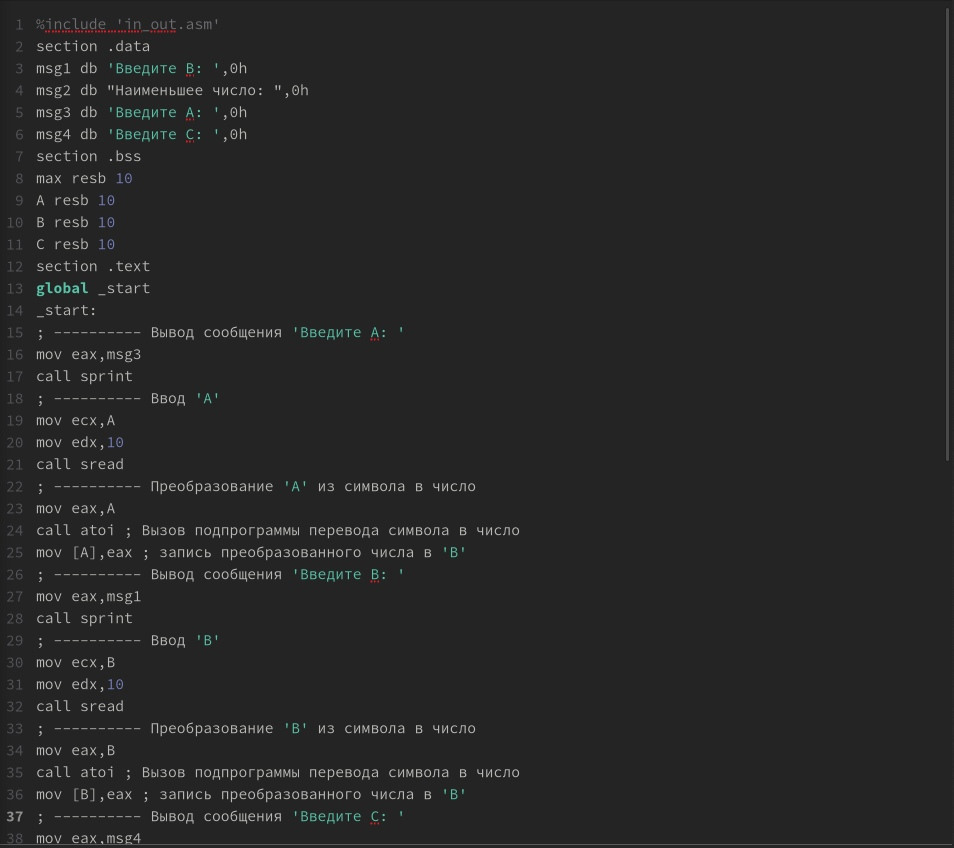 1 %include 'in_out.asm'
2 section .data
3 msg1 db 'Введите B: ',0h
4 msg2 db "Наименьшее число: ",0h
5 msg3 db 'Введите A: ',0h
6 msg4 db 'Введите C: ',0h
7 section .bss
8 max resb 10
9 A resb 10
10 B resb 10
11 C resb 10
12 section .text
13 global _start
14 _start:
15 ; ---------- Вывод сообщения 'Введите A: '
16 mov eax,msg3
17 call sprint
18 ; ---------- Ввод 'A'
19 mov ecx,A
20 mov edx,10
21 call sread
22 ; ---------- Преобразование 'A' из символа в число
23 mov eax,A
24 call atoi ; Вызов подпрограммы перевода символа в число
25 mov [A],eax ; запись преобразованного числа в 'B'
26 ; ---------- Вывод сообщения 'Введите B: '
27 mov eax,msg1
28 call sprint
29 ; ---------- Ввод 'B'
30 mov ecx,B
31 mov edx,10
32 call sread
33 ; ---------- Преобразование 'B' из символа в число
34 mov eax,B
35 call atoi ; Вызов подпрограммы перевода символа в число
36 mov [B],eax ; запись преобразованного числа в 'B'
37 ; ---------- Вывод сообщения 'Введите C: '
38 mov eax,msg4